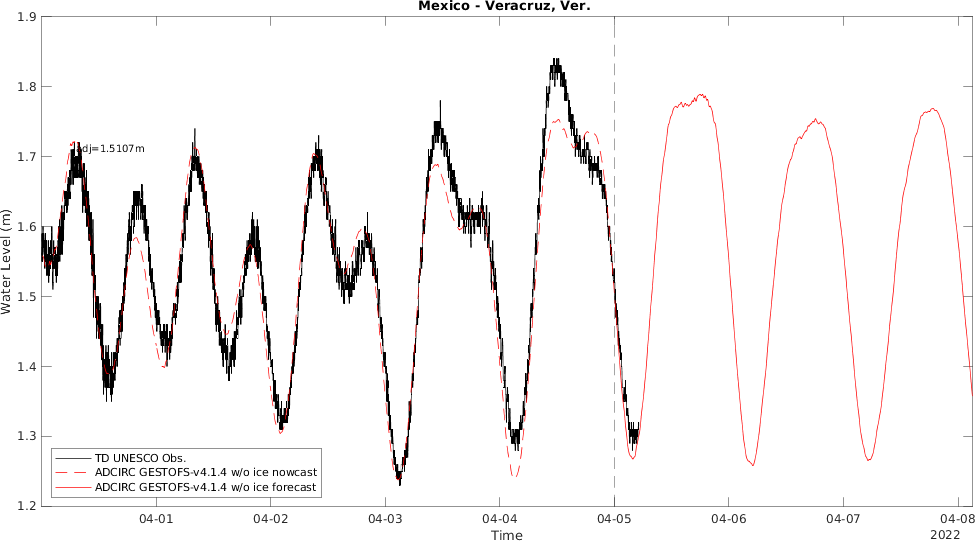 Mexico - Veracruz, Ver.
1.9
1.8
1.7
1.6
1.5
1.4
1.3
1.2
Water Level (m)
dj=1.5107m
TD UNESCO Obs.
ADCIRC GESTOFS-v4.1.4 w/o ice nowcast
ADCIRC GESTOFS-v4.1.4 w/o ice forecast
04-01 04-02 04-03 04-04 04-05 04-06 04-07 04-08
Time
2022